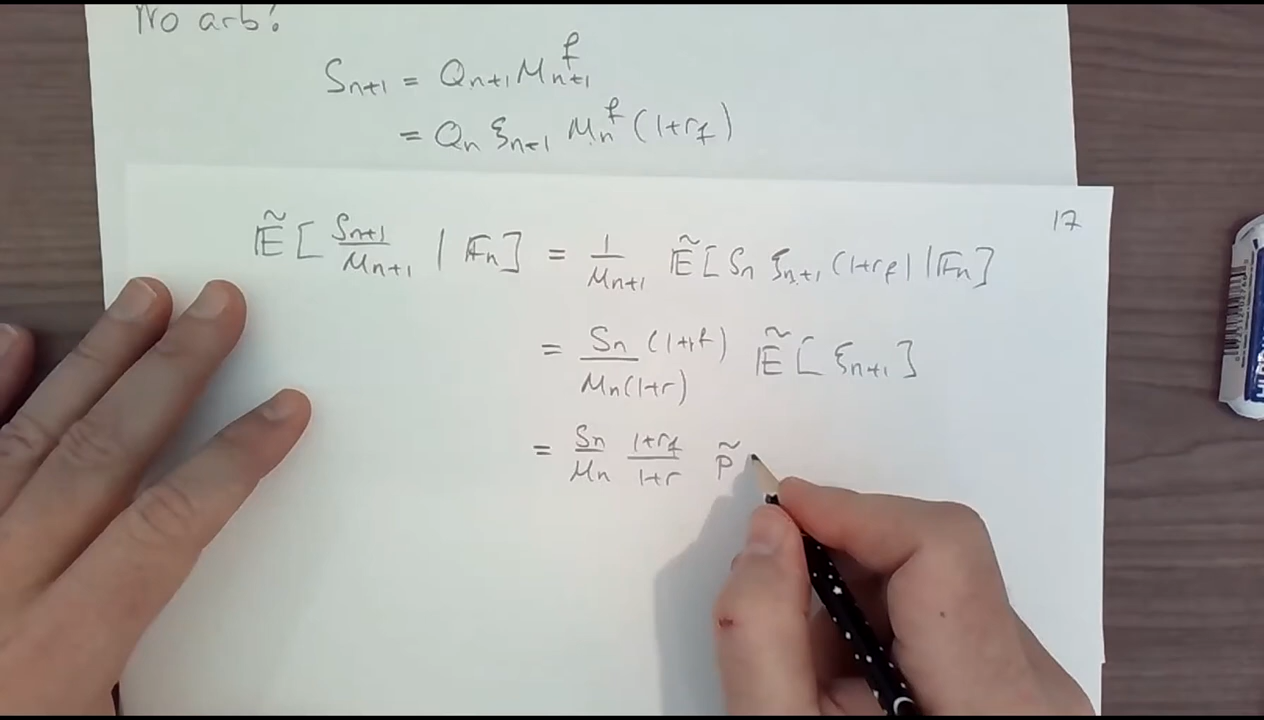 No arb:
S_{n+1} = Q_{n+1} M_{n+1}^f
= Q_n ξ_{n+1} M_n^f (1+r_f)
17
Ẽ [ S_{n+1}/M_{n+1} | 𝔽_n ] = 1/M_{n+1} Ẽ [ S_n ξ_{n+1} (1+r_f) | 𝔽_n ]
= S_n (1+r_f)/M_n(1+r) Ẽ [ ξ_{n+1} ]
= S_n/M_n 1+r_f/1+r p̃